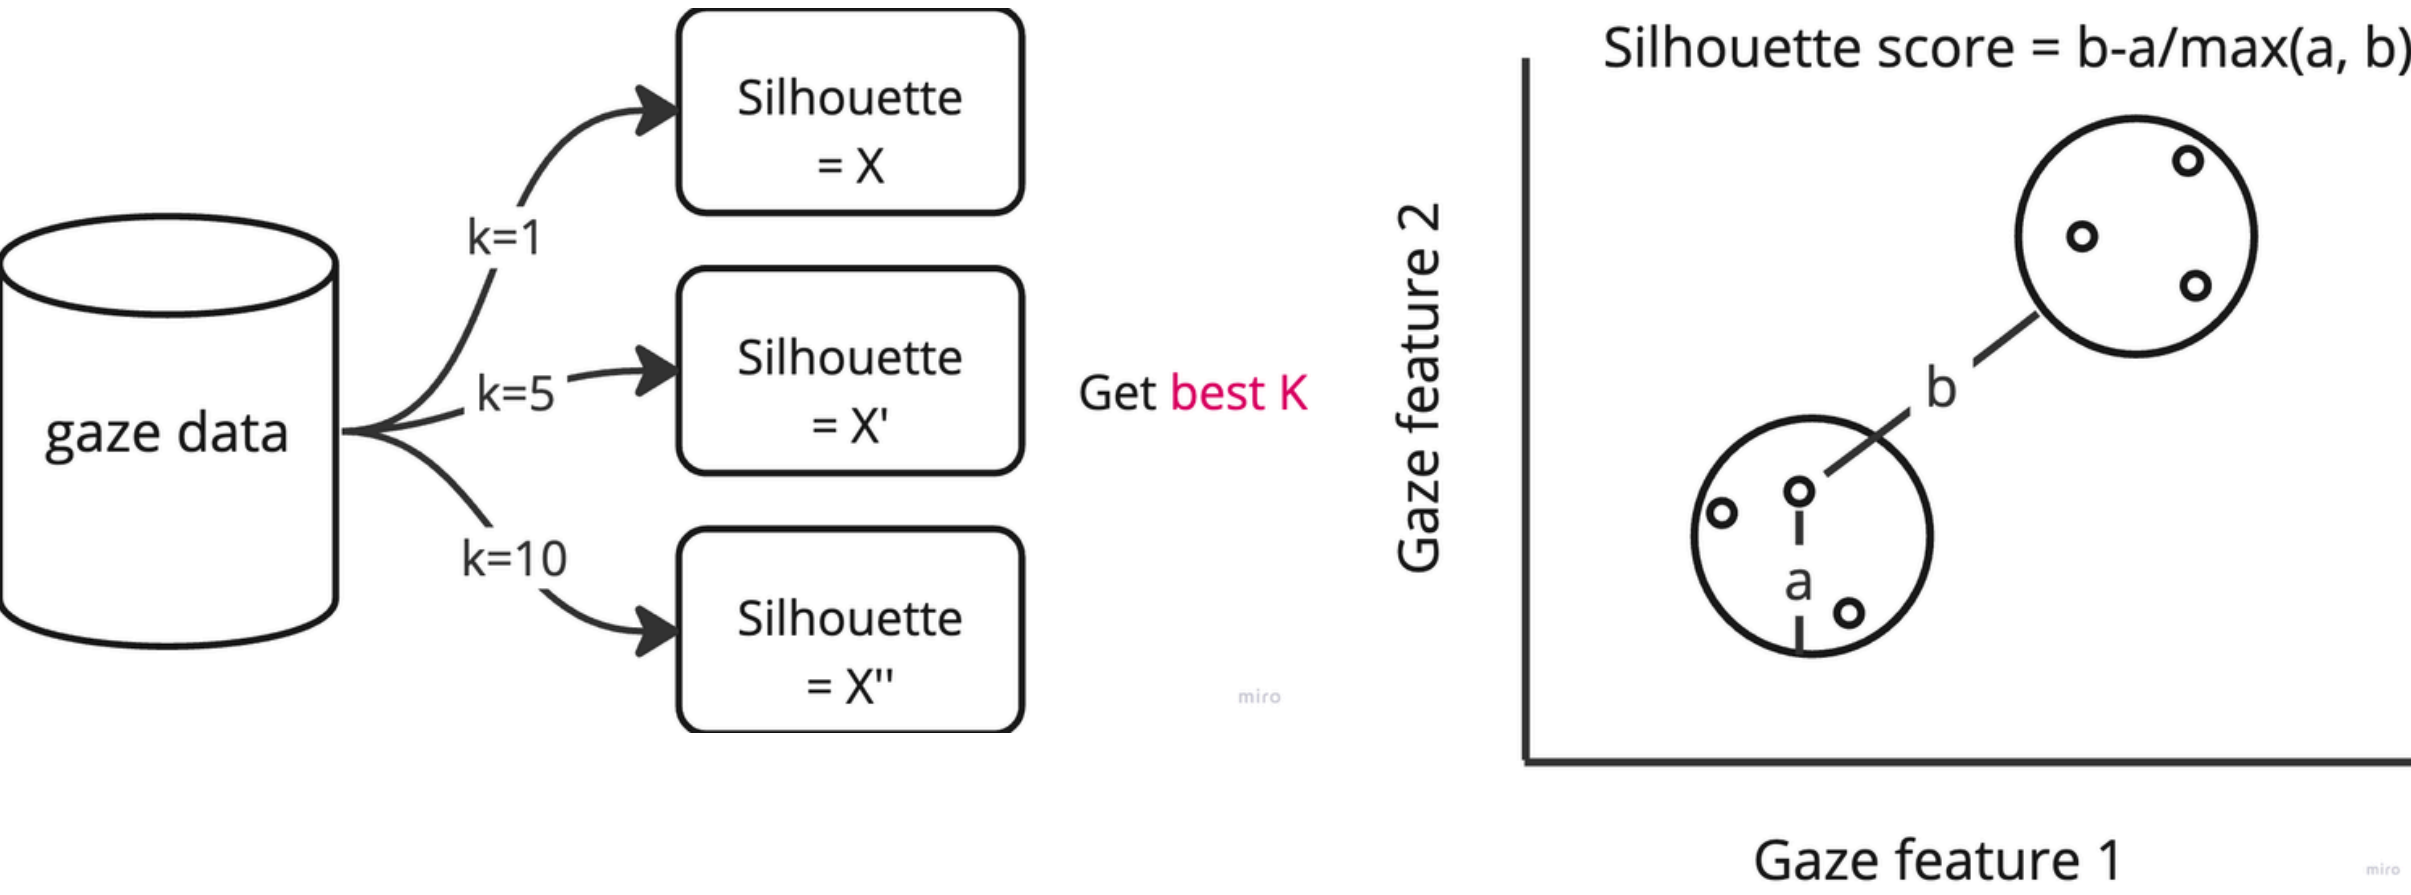 gaze data
k=1
k=5
k=10
Silhouette
= X
Silhouette
= X'
Silhouette
= X''
Get best K
miro
Silhouette score = b-a/max(a, b)
Gaze feature 2
b
a
Gaze feature 1
miro